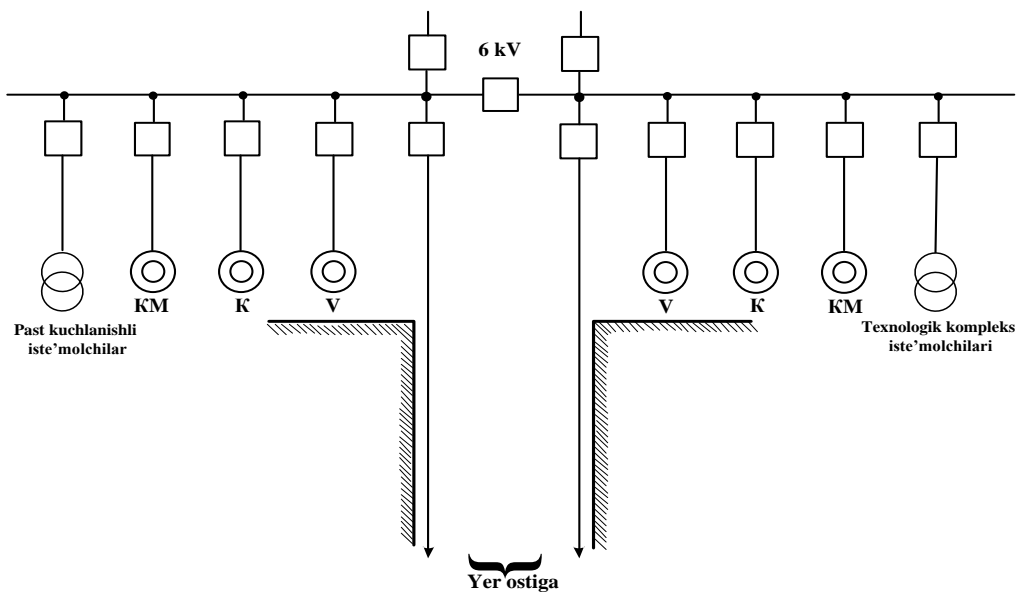 6 kV
KM
K
V
V
K
KM
Past kuchlanishli
iste’molchilar
Texnologik kompleks
iste’molchilari
Yer ostiga